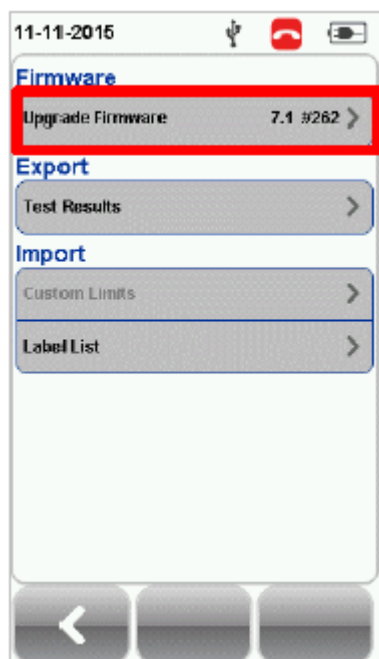 11-11-2015
Firmware
Upgrade Firmware 7.1 #262
Export
Test Results
Import
Custom Limits
Label List